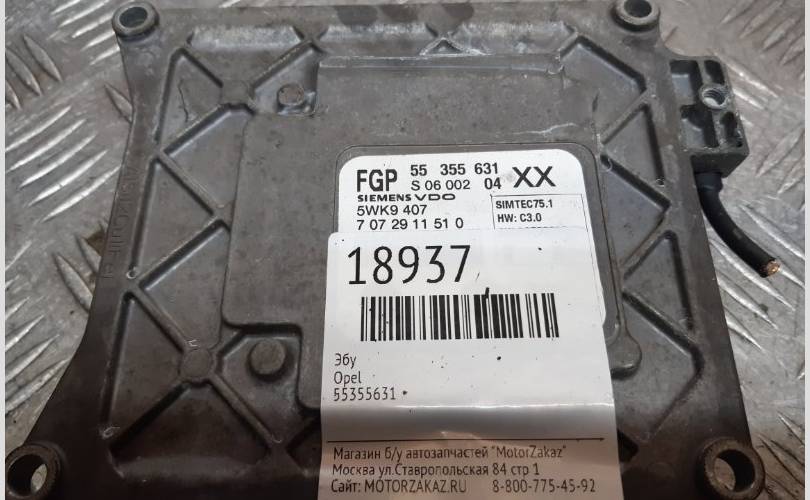 FGP 55 355 631 XX
S 06 002 04
SIEMENS VDO
5WK9 407
SIMTEC75.1
HW: C3.0
7 07 29 11 51 0
18937
Эбу
Opel
55355631
Магазин б/у автозапчастей "MotorZakaz"
Москва ул.Ставропольская 84 стр 1
Сайт: MOTORZAKAZ.RU 8-800-775-45-92